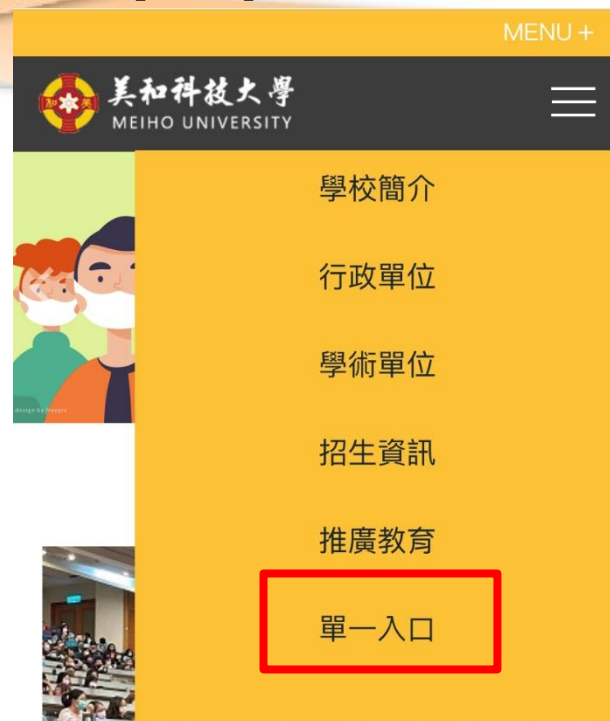 MENU +
美和科技大學
MEIHO UNIVERSITY
學校簡介
行政單位
學術單位
招生資訊
推廣教育
單一入口